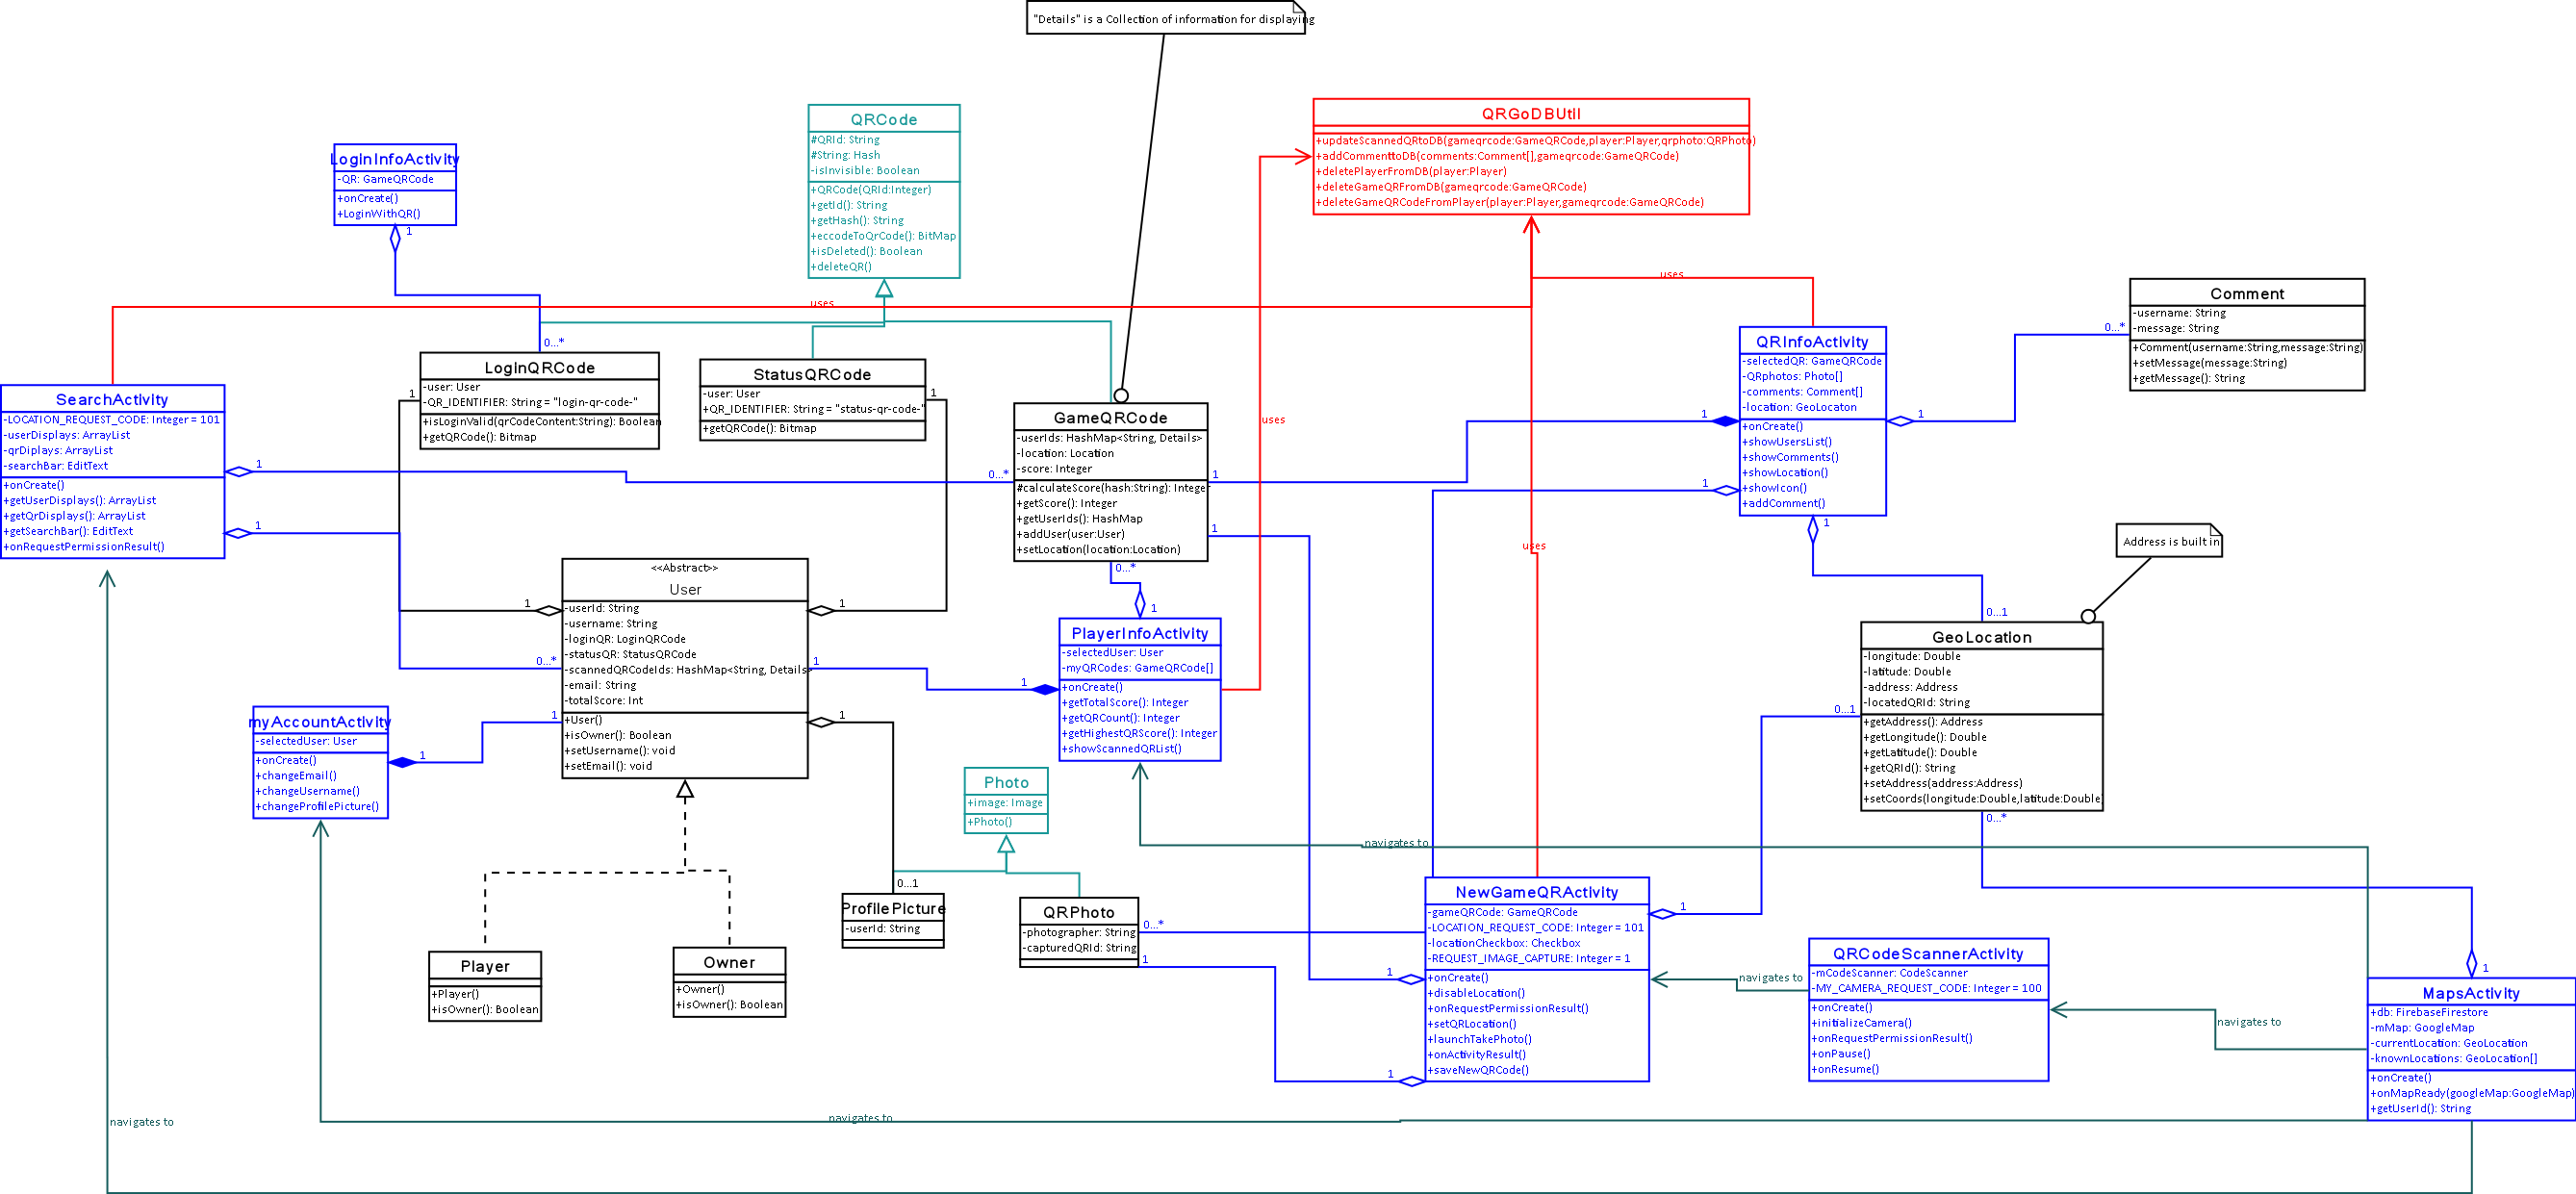 "Details" is a Collection of information for displaying
QRCode
#QRId: String
#String: Hash
-isInvisible: Boolean
+QRCode(QRId:Integer)
+getId(): String
+getHash(): String
+eccodeToQrCode(): BitMap
+isDeleted(): Boolean
+deleteQR()
QRGoDBUtil
+updateScannedQRtoDB(gameqrcode:GameQRCode,player:Player,qrphoto:QRPhoto)
+addCommenttoDB(comments:Comment[],gameqrcode:GameQRCode)
+deletePlayerFromDB(player:Player)
+deleteGameQRFromDB(gameqrcode:GameQRCode)
+deleteGameQRCodeFromPlayer(player:Player,gameqrcode:GameQRCode)
LoginInfoActivity
-QR: GameQRCode
+onCreate()
+LoginWithQR()
1
0...*
uses
uses
uses
uses
Comment
-username: String
-message: String
+Comment(username:String,message:String)
+setMessage(message:String)
+getMessage(): String
0...*
QRInfoActivity
-selectedQR: GameQRCode
-QRphotos: Photo[]
-comments: Comment[]
-location: GeoLocaton
+onCreate()
+showUsersList()
+showComments()
+showLocation()
+showIcon()
+addComment()
1
1
1
1
LogInQRCode
-user: User
-QR_IDENTIFIER: String = "login-qr-code-"
+isLoginValid(qrCodeContent:String): Boolean
+getQRCode(): Bitmap
1
StatusQRCode
-user: User
+QR_IDENTIFIER: String = "status-qr-code-"
+getQRCode(): Bitmap
1
SearchActivity
-LOCATION_REQUEST_CODE: Integer = 101
-userDisplays: ArrayList
-qrDiplays: ArrayList
-searchBar: EditText
+onCreate()
+getUserDisplays(): ArrayList
+getQrDisplays(): ArrayList
+getSearchBar(): EditText
+onRequestPermissionResult()
1
1
GameQRCode
-userIds: HashMap<String, Details>
-location: Location
-score: Integer
#calculateScore(hash:String): Integer
+getScore(): Integer
+getUserIds(): HashMap
+addUser(user:User)
+setLocation(location:Location)
0...*
1
1
0...*
Address is built in
<<Abstract>>
User
-userId: String
-username: String
-loginQR: LoginQRCode
-statusQR: StatusQRCode
-scannedQRCodeIds: HashMap<String, Details>
-email: String
-totalScore: Int
+User()
+isOwner(): Boolean
+setUsername(): void
+setEmail(): void
1
1
0...*
1
1
1
PlayerInfoActivity
-selectedUser: User
-myQRCodes: GameQRCode[]
+onCreate()
+getTotalScore(): Integer
+getQRCount(): Integer
+getHighestQRScore(): Integer
+showScannedQRList()
1
1
GeoLocation
-longitude: Double
-latitude: Double
-address: Address
-locatedQRId: String
+getAddress(): Address
+getLongitude(): Double
+getLatitude(): Double
+getQRId(): String
+setAddress(address:Address)
+setCoords(longitude:Double,latitude:Double)
0...1
0...1
0...*
myAccountActivity
-selectedUser: User
+onCreate()
+changeEmail()
+changeUsername()
+changeProfilePicture()
1
Photo
+image: Image
+Photo()
navigates to
0...1
ProfilePicture
-userId: String
QRPhoto
-photographer: String
-capturedQRId: String
0...*
1
NewGameQRActivity
-gameQRCode: GameQRCode
-LOCATION_REQUEST_CODE: Integer = 101
-locationCheckbox: Checkbox
-REQUEST_IMAGE_CAPTURE: Integer = 1
+onCreate()
+disableLocation()
+onRequestPermissionResult()
+setQRLocation()
+launchTakePhoto()
+onActivityResult()
+saveNewQRCode()
1
1
1
Player
+Player()
+isOwner(): Boolean
Owner
+Owner()
+isOwner(): Boolean
QRCodeScannerActivity
-mCodeScanner: CodeScanner
-MY_CAMERA_REQUEST_CODE: Integer = 100
+onCreate()
+initializeCamera()
+onRequestPermissionResult()
+onPause()
+onResume()
navigates to
navigates to
MapsActivity
+db: FirebaseFirestore
-mMap: GoogleMap
-currentLocation: GeoLocation
-knownLocations: GeoLocation[]
+onCreate()
+onMapReady(googleMap:GoogleMap)
+getUserId(): String
1
navigates to
navigates to